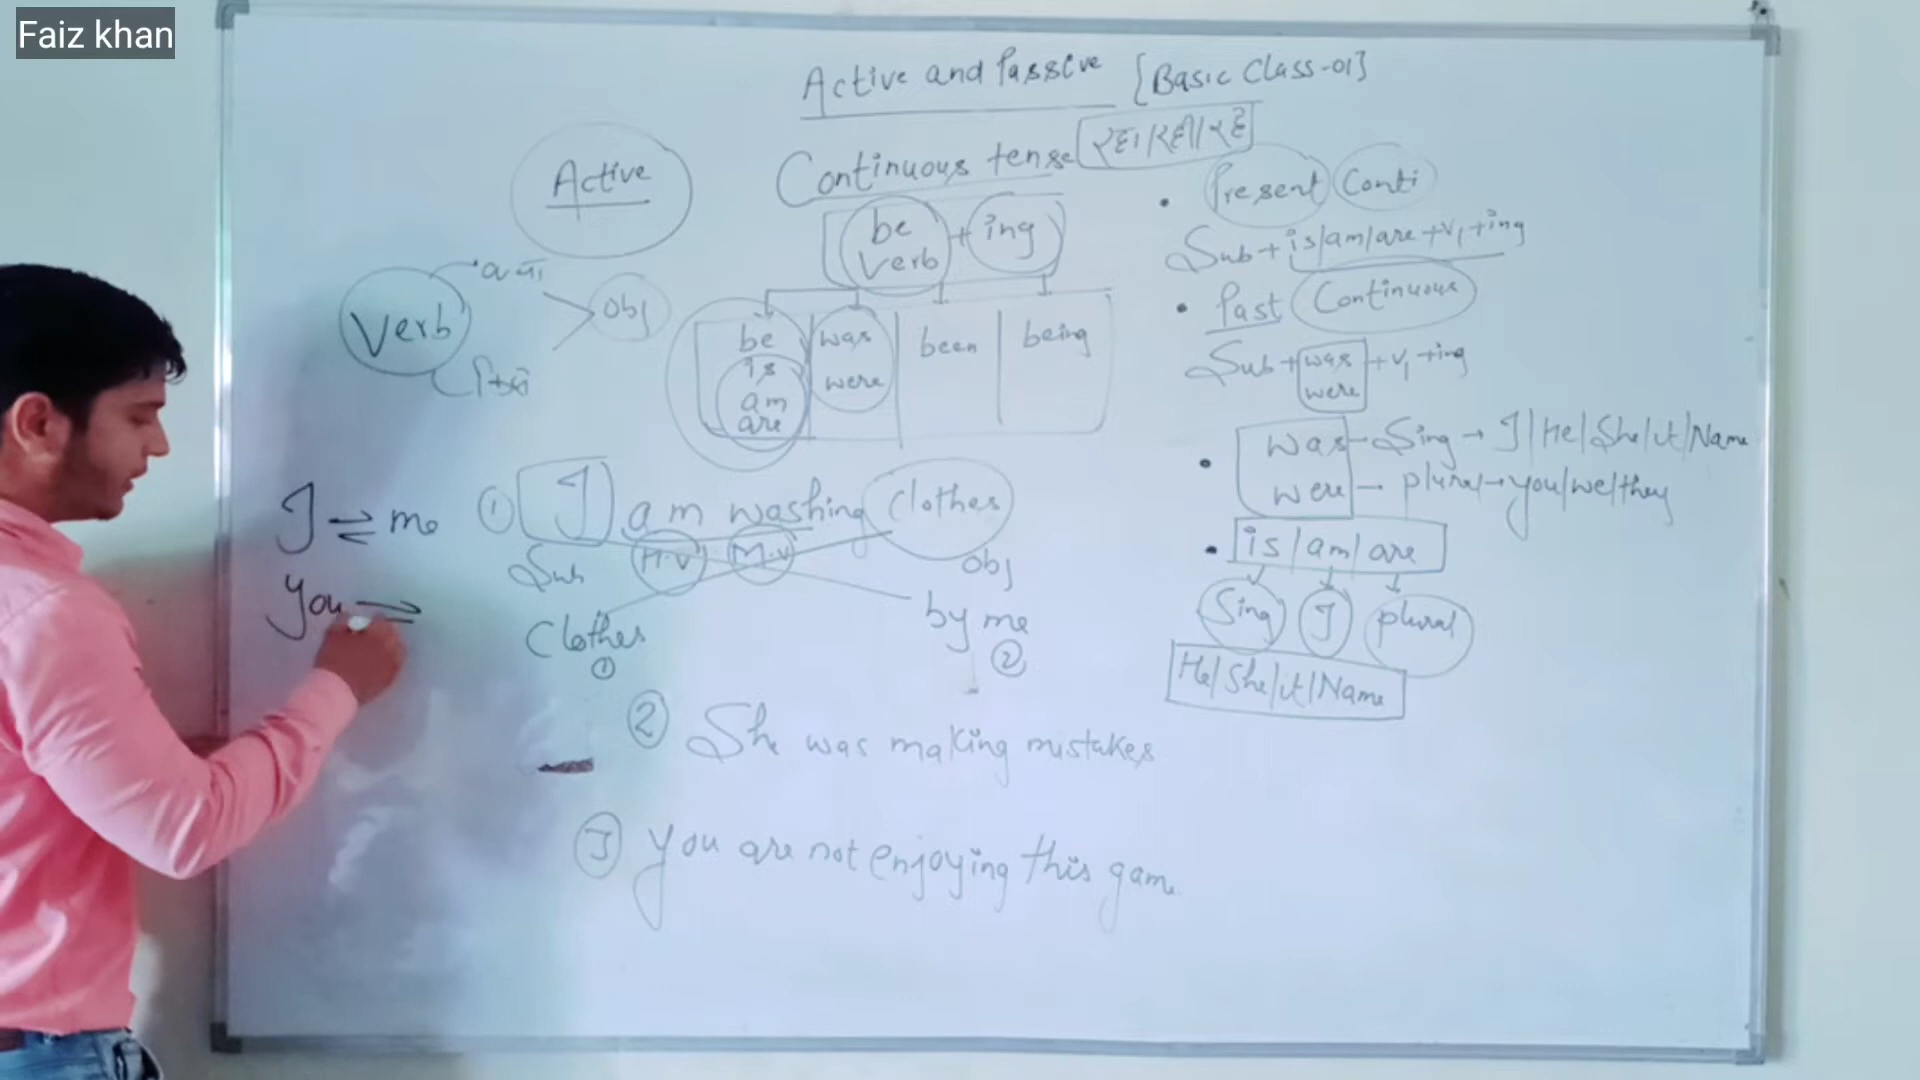 Faiz khan
Active and Passive [Basic Class-01]
Continuous tense रहा/रही/रहे
Active
be verb + ing
Verb
obj
be is am are
was were
been
being
• Present Conti
Sub + is/am/are + V1 + ing
• Past Continuous
Sub + was were + V1 + ing
• was - Sing → I/He/She/it/Name
were - plural → you/we/they
• is/am/are
Sing I plural
He/She/it/Name
I ⇌ me
You ⇌
① I am washing clothes
Sub H.V M.V obj
Clothes by me
① ②
② She was making mistakes
③ You are not enjoying this game